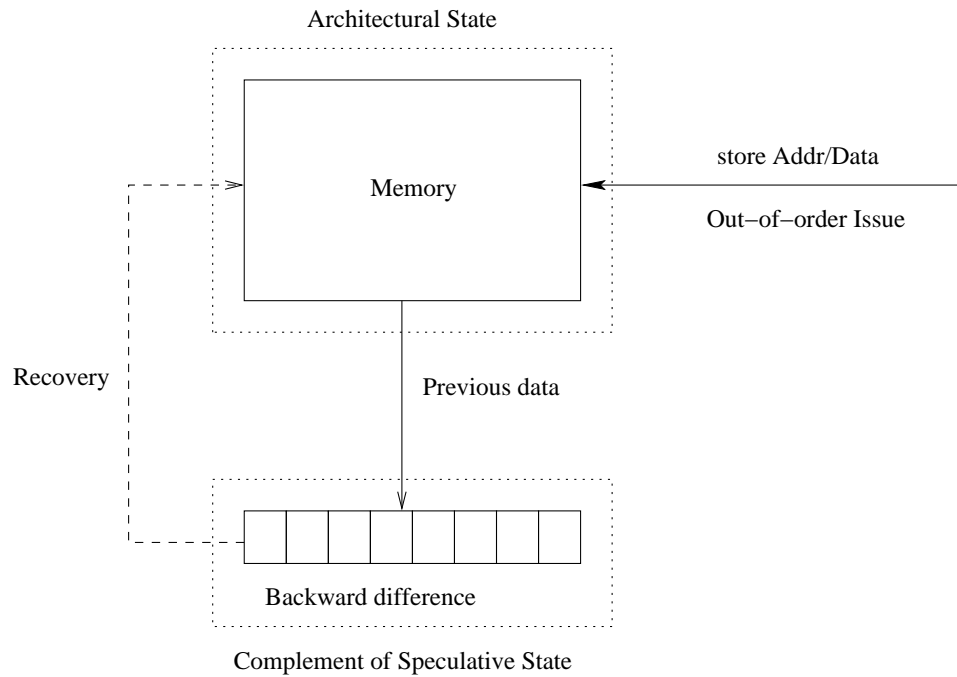 Architectural State
Memory
store Addr/Data
Out−of−order Issue
Recovery
Previous data
Backward difference
Complement of Speculative State